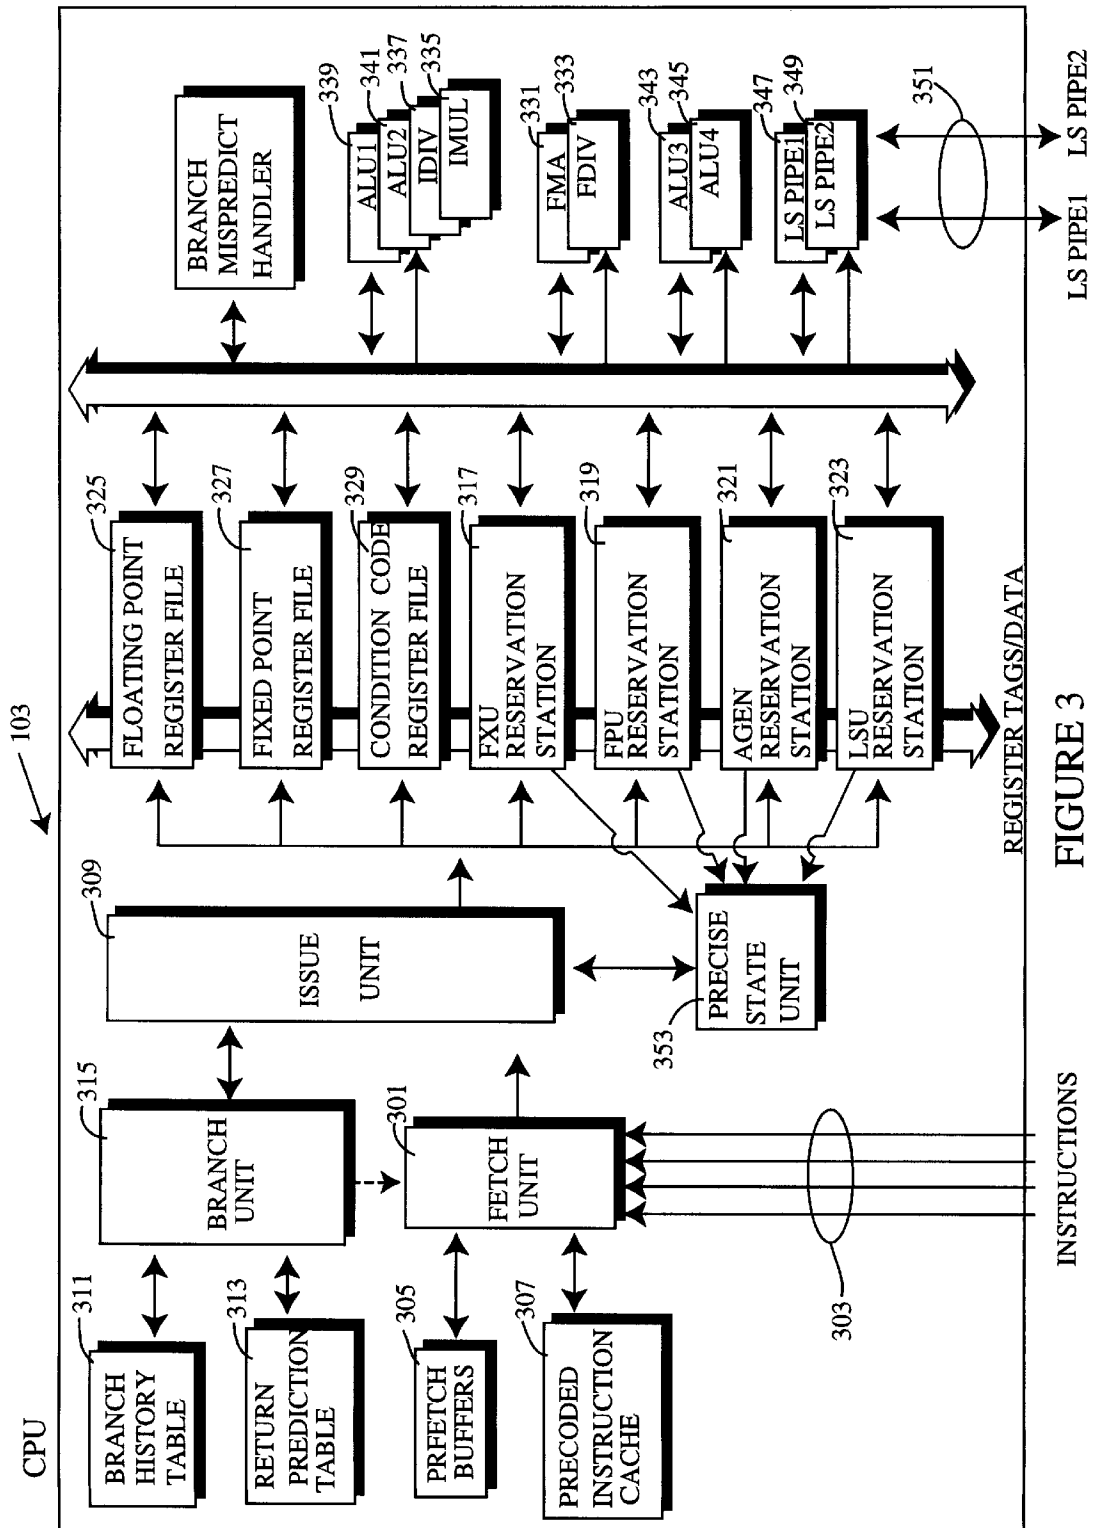 CPU
103
BRANCH
HISTORY
TABLE
311
RETURN
PREDICTION
TABLE
313
PRFETCH
BUFFERS
305
PRECODED
INSTRUCTION
CACHE
307
BRANCH
UNIT
315
FETCH
UNIT
301
303
INSTRUCTIONS
ISSUE
UNIT
309
PRECISE
STATE
UNIT
353
FLOATING POINT
REGISTER FILE
325
FIXED POINT
REGISTER FILE
327
CONDITION CODE
REGISTER FILE
329
FXU
RESERVATION
STATION
317
FPU
RESERVATION
STATION
319
AGEN
RESERVATION
STATION
321
LSU
RESERVATION
STATION
323
REGISTER TAGS/DATA
BRANCH
MISPREDICT
HANDLER
ALU1
339
ALU2
341
IDIV
337
IMUL
335
FMA
331
FDIV
333
ALU3
343
ALU4
345
LS PIPE1
347
LS PIPE2
349
351
LS PIPE1
LS PIPE2
FIGURE 3